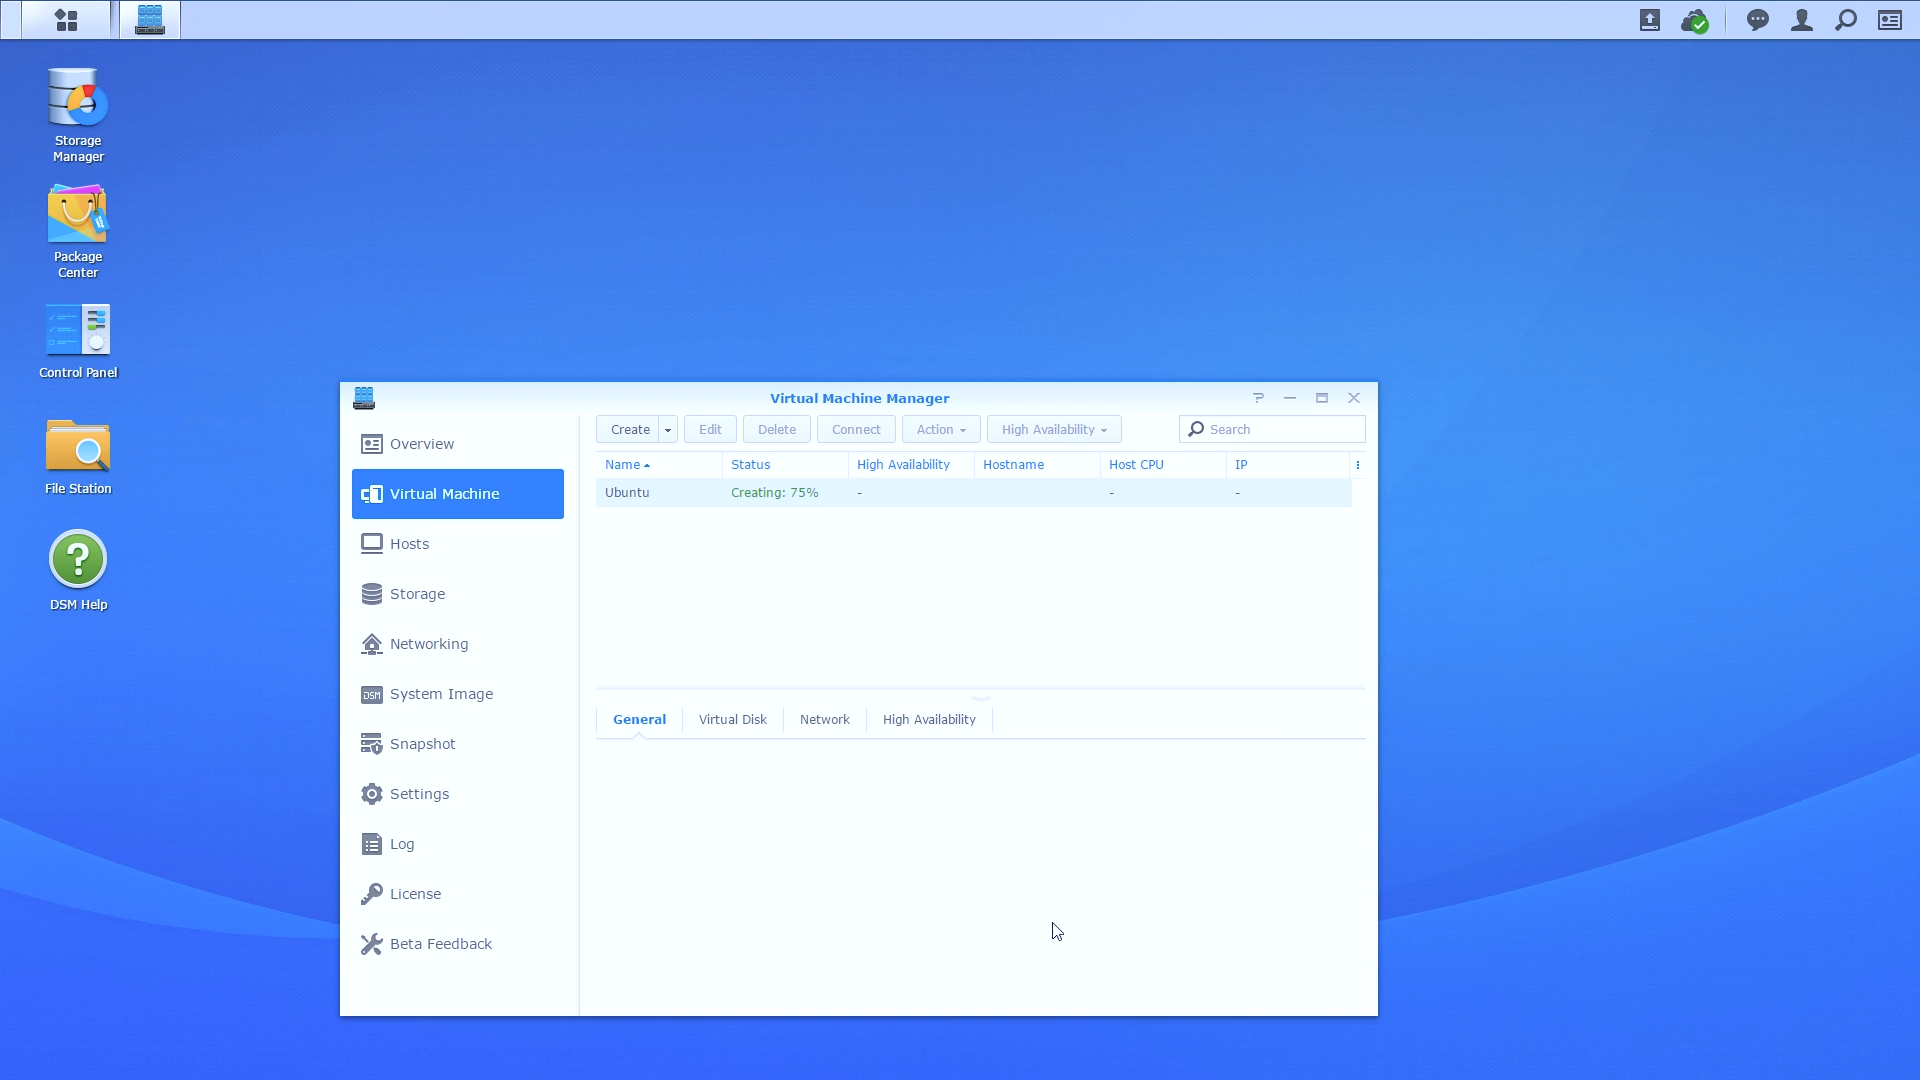 Storage
Manager
Package
Center
Control Panel
File Station
DSM Help
Virtual Machine Manager
Overview
Virtual Machine
Hosts
Storage
Networking
DSM
System Image
Snapshot
Settings
Log
License
Beta Feedback
Create Edit Delete Connect Action High Availability Search
Name Status High Availability Hostname Host CPU IP
Ubuntu Creating: 75% - - -
General Virtual Disk Network High Availability